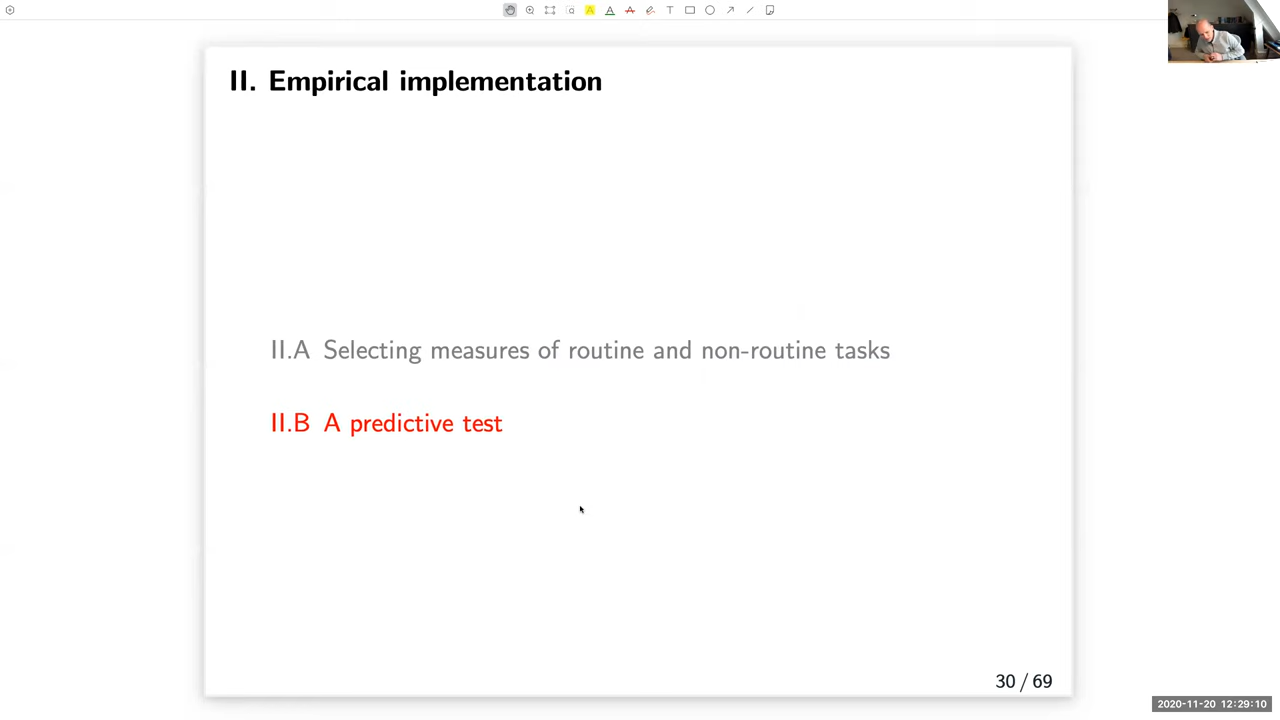 II. Empirical implementation
II.A Selecting measures of routine and non-routine tasks
II.B A predictive test
30 / 69
2020-11-20 12:29:10